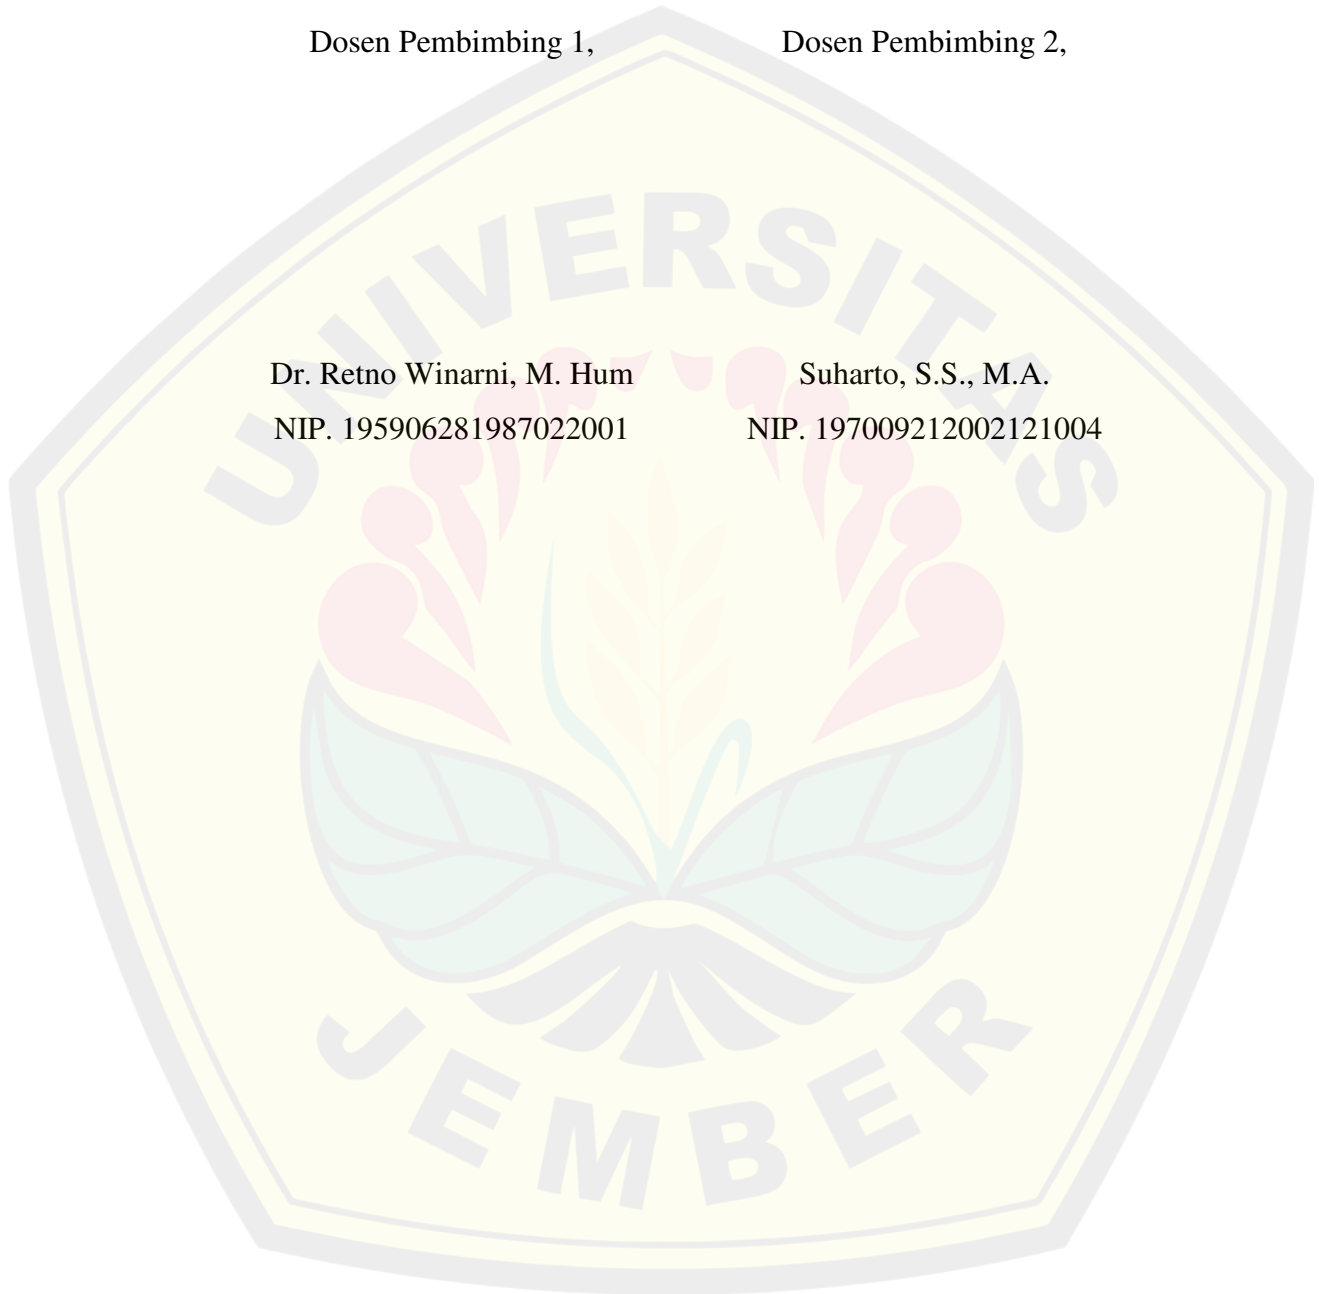 Dosen Pembimbing 1, Dosen Pembimbing 2,
Dr. Retno Winarni, M. Hum Suharto, S.S., M.A.
NIP. 195906281987022001 NIP. 197009212002121004
UNIVERSITAS
JEMBER